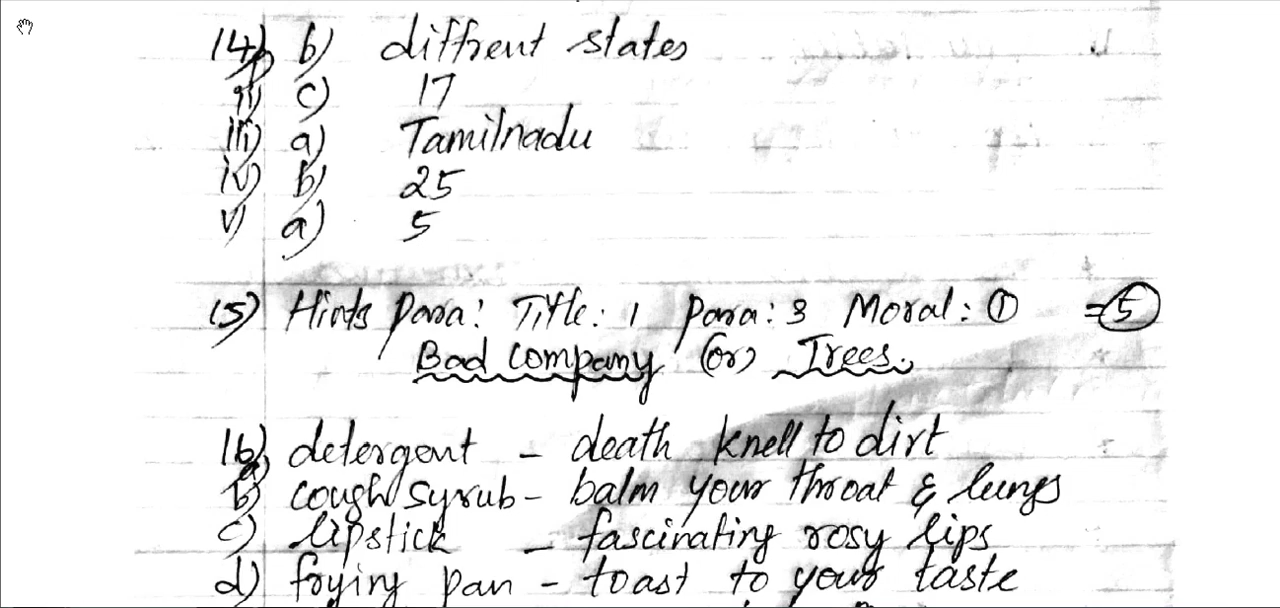 14) i) b) diffrent states
ii) c) 17
iii) a) Tamilnadu
iv) b) 25
v) a) 5
15) Hints Para: Title: 1 Para: 3 Moral: 1 = 5
Bad Company (or) Trees.
16) a) detergent - death knell to dirt
b) cough syrub - balm your throat & lungs
c) lipstick - fascinating rosy lips
d) frying pan - toast to your taste